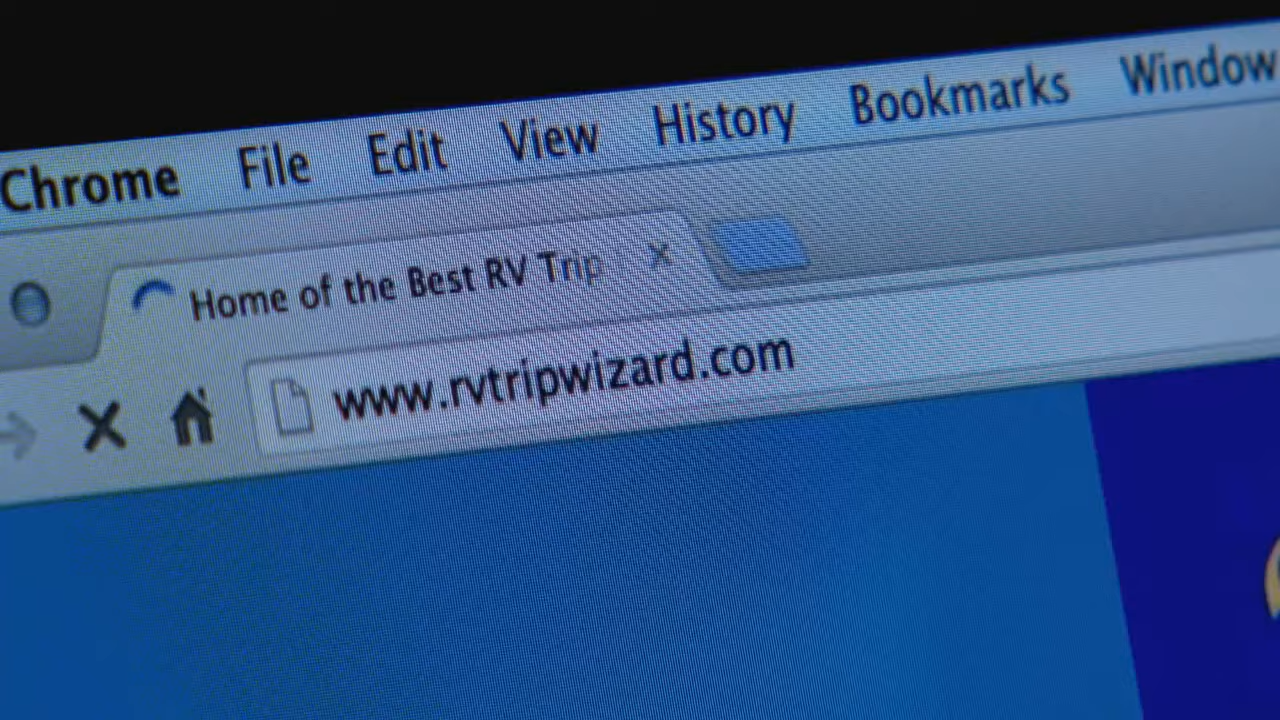 Chrome File Edit View History Bookmarks Window
Home of the Best RV Trip
www.rvtripwizard.com